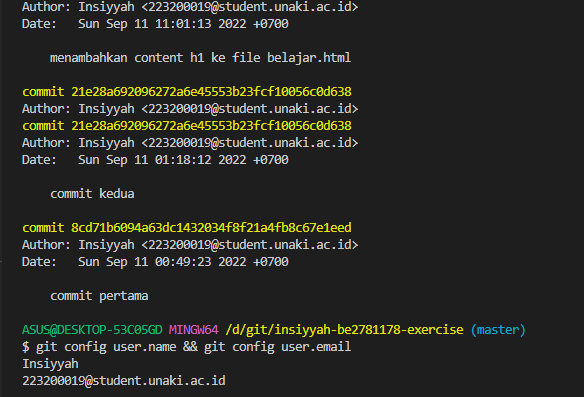 Author: Insiyyah <223200019@student.unaki.ac.id>
Date:   Sun Sep 11 11:01:13 2022 +0700
menambahkan content h1 ke file belajar.html
commit 21e28a692096272a6e45553b23fcf10056c0d638
Author: Insiyyah <223200019@student.unaki.ac.id>
commit 21e28a692096272a6e45553b23fcf10056c0d638
Author: Insiyyah <223200019@student.unaki.ac.id>
Date:   Sun Sep 11 01:18:12 2022 +0700
commit kedua
commit 8cd71b6094a63dc1432034f8f21a4fb8c67e1eed
Author: Insiyyah <223200019@student.unaki.ac.id>
Date:   Sun Sep 11 00:49:23 2022 +0700
commit pertama
ASUS@DESKTOP-53C05GD MINGW64 /d/git/insiyyah-be2781178-exercise (master)
$ git config user.name && git config user.email
Insiyyah
223200019@student.unaki.ac.id